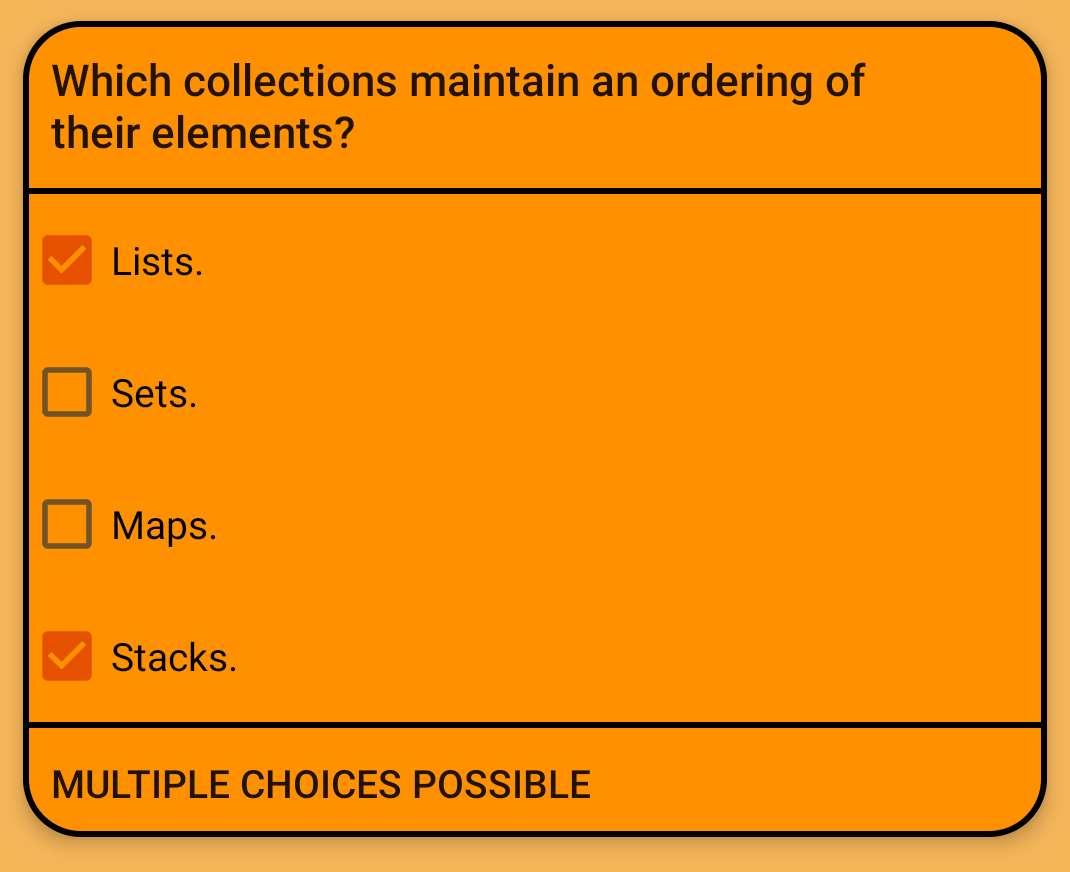 Which collections maintain an ordering of
their elements?
Lists.
Sets.
Maps.
Stacks.
MULTIPLE CHOICES POSSIBLE